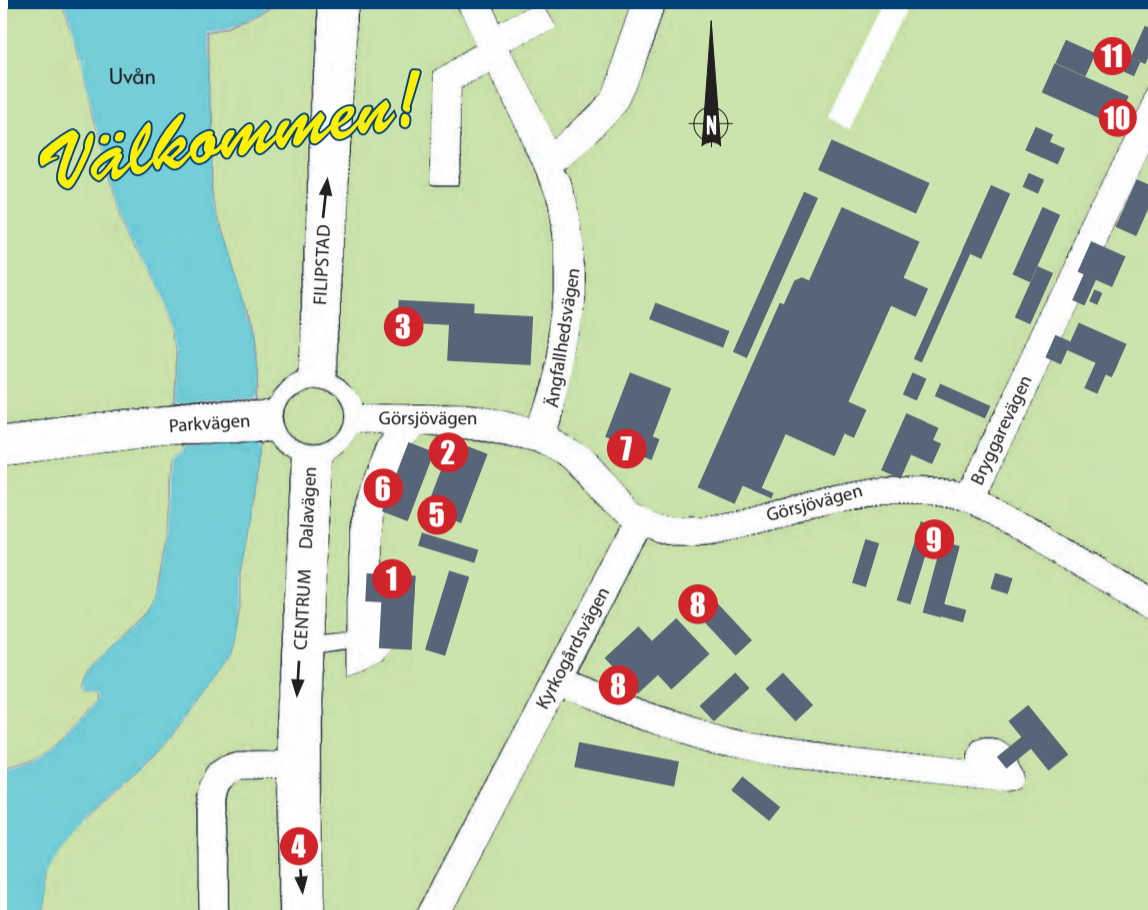 Uvån
Välkommen!
N
11
10
FILIPSTAD
Ängfallhedsvägen
3
Parkvägen
Görsjövägen
Bryggarevägen
2
7
6
5
Görsjövägen
CENTRUM Dalavägen
9
1
8
Kyrkogårdsvägen
8
4